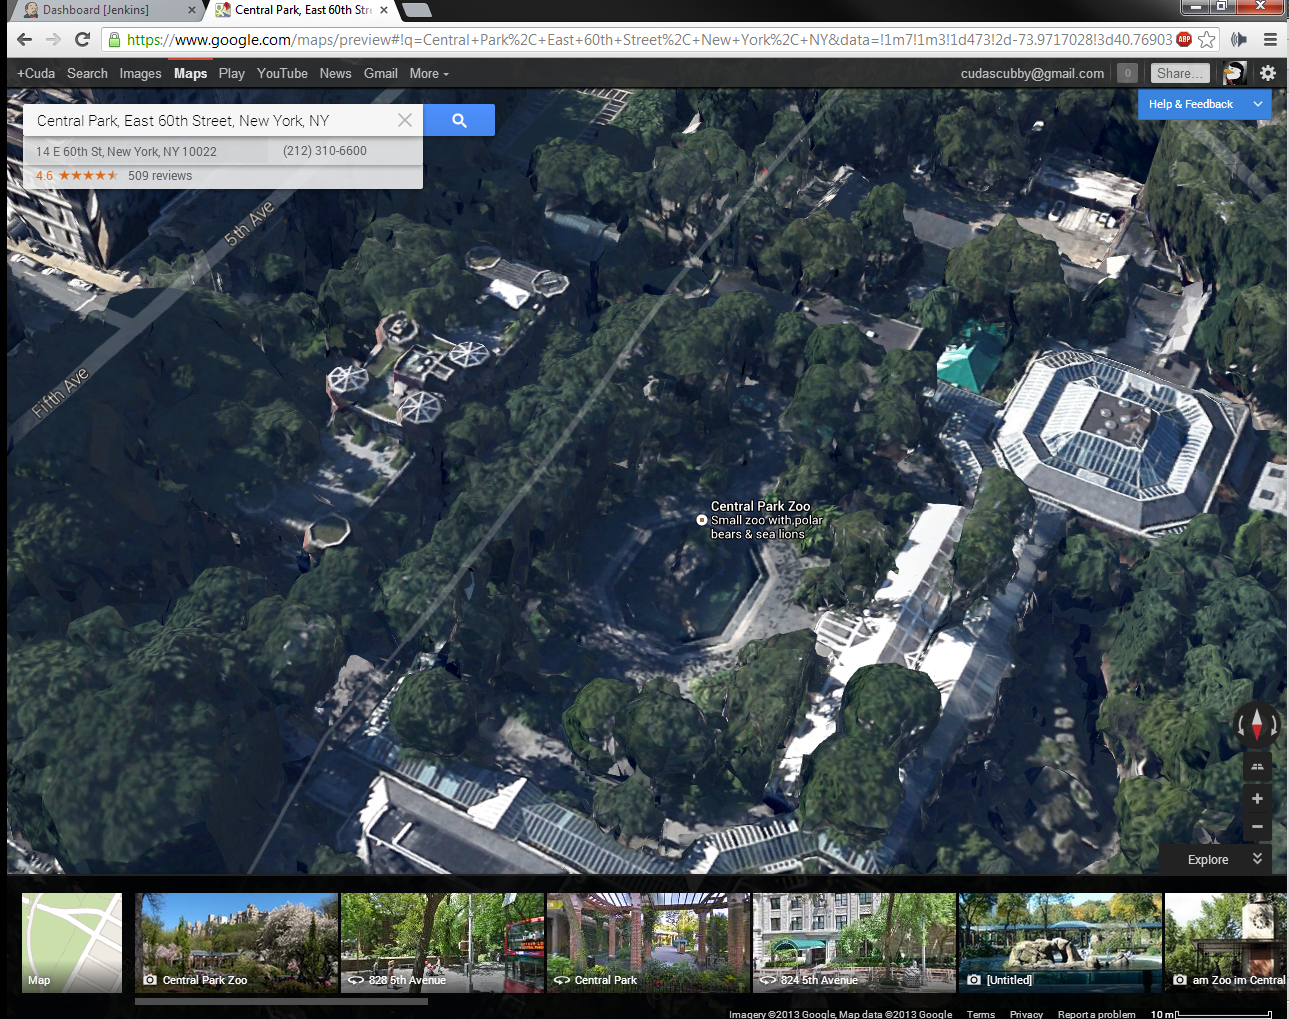 Dashboard [Jenkins]
Central Park, East 60th Stre
https://www.google.com/maps/preview#!q=Central+Park%2C+East+60th+Street%2C+New+York%2C+NY&data=!1m7!1m3!1d473!2d-73.9717028!3d40.76903
ABP
+Cuda Search Images Maps Play YouTube News Gmail More
cudascubby@gmail.com 0 Share...
Central Park, East 60th Street, New York, NY
Help & Feedback
14 E 60th St, New York, NY 10022 (212) 310-6600
4.6 509 reviews
5th Ave
Fifth Ave
Central Park Zoo
Small zoo with polar
bears & sea lions
Explore
Map
Central Park Zoo
828 5th Avenue
Central Park
824 5th Avenue
[Untitled]
am Zoo im Central
Imagery ©2013 Google, Map data ©2013 Google Terms Privacy Report a problem 10 m